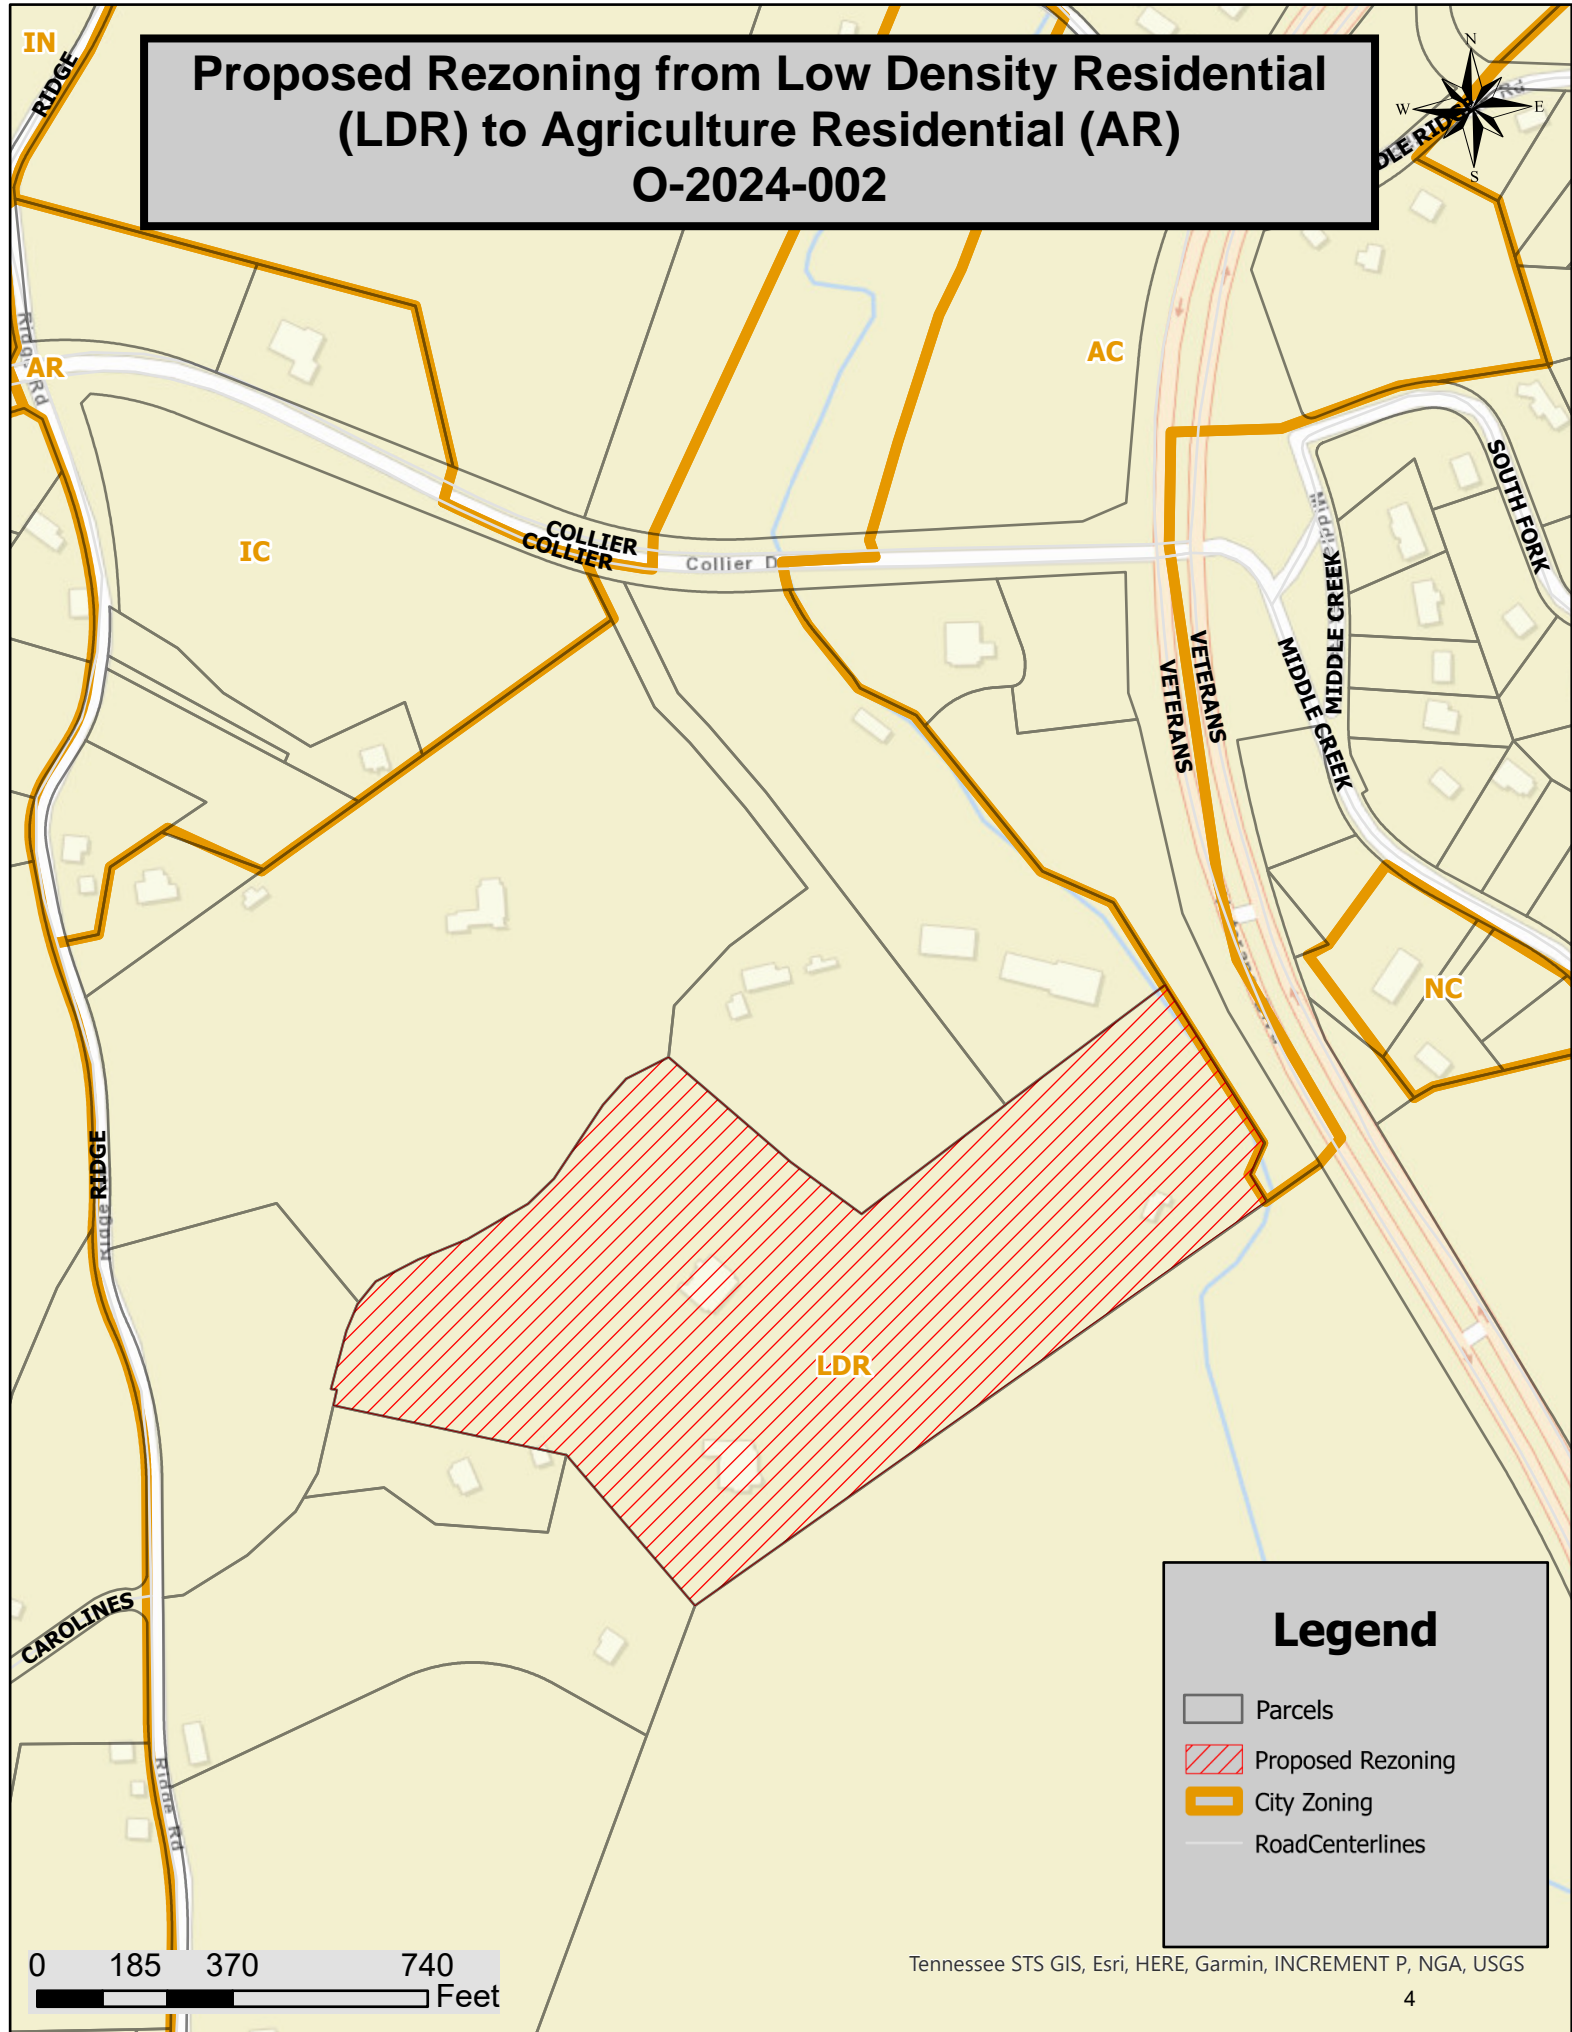 IN
RIDGE
Proposed Rezoning from Low Density Residential
(LDR) to Agriculture Residential (AR)
O-2024-002
N
W
E
S
Rd
DLE RIDGE
Ridge Rd
AR
AC
IC
COLLIER
COLLIER
Collier D
SOUTH FORK
MIDDLE CREEK
MIDDLE CREEK
VETERANS
VETERANS
NC
RIDGE
Ridge
LDR
CAROLINES
Ridge Rd
Legend
Parcels
Proposed Rezoning
City Zoning
RoadCenterlines
0 185 370 740
Feet
Tennessee STS GIS, Esri, HERE, Garmin, INCREMENT P, NGA, USGS
4